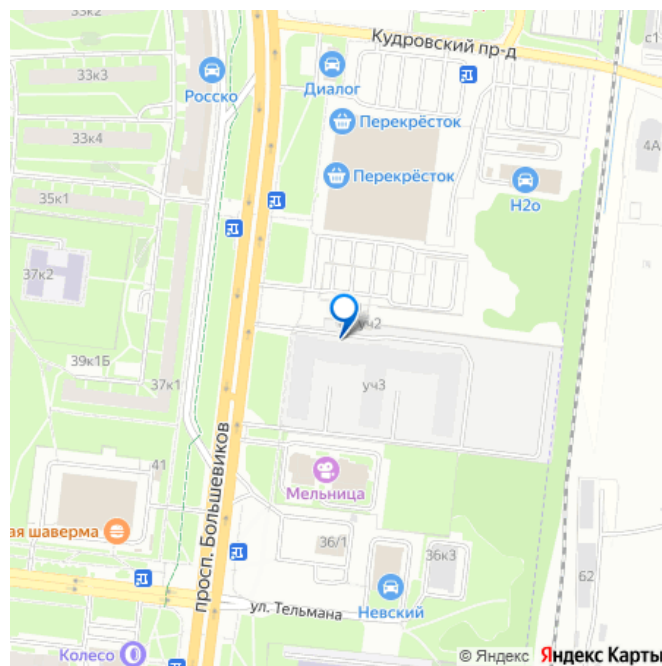 33к2
Кудровский пр-д
с1
33к3
Росско
Диалог
33к4
Перекрёсток
4А
Перекрёсток
35к1
Н2о
37к2
уч2
39к1Б
37к1
уч3
просп. Большевиков
41
Мельница
ая шаверма
36/1
36к3
62
ул. Тельмана
Невский
Колесо
© Яндекс Яндекс Карты